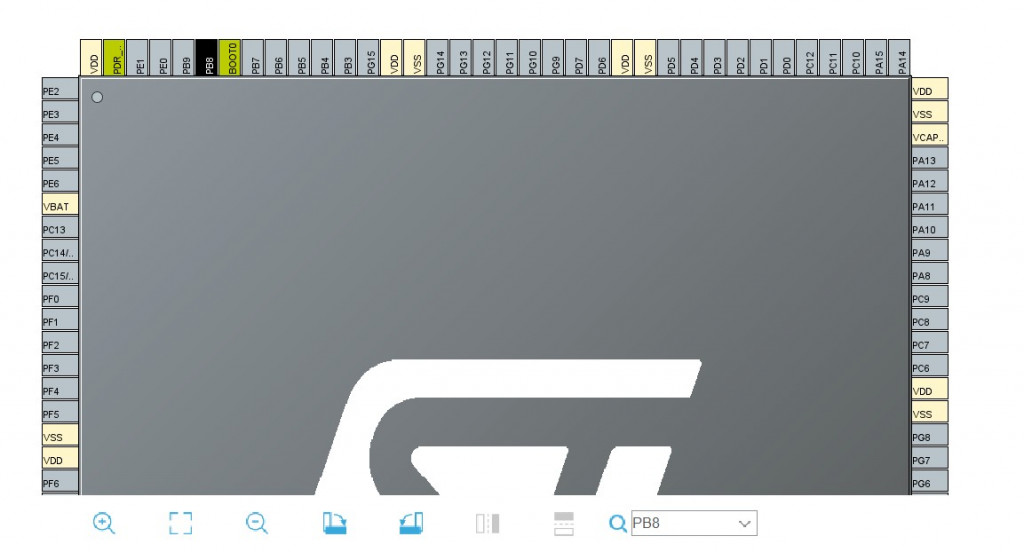 VDD PDR_.. PE1 PE0 PB9 PB8 BOOT0 PB7 PB6 PB5 PB4 PB3 PG15 VDD VSS PG14 PG13 PG12 PG11 PG10 PG9 PD7 PD6 VDD VSS PD5 PD4 PD3 PD2 PD1 PD0 PC12 PC11 PC10 PA15 PA14
PE2
PE3
PE4
PE5
PE6
VBAT
PC13
PC14/..
PC15/..
PF0
PF1
PF2
PF3
PF4
PF5
VSS
VDD
PF6
VDD
VSS
VCAP..
PA13
PA12
PA11
PA10
PA9
PA8
PC9
PC8
PC7
PC6
VDD
VSS
PG8
PG7
PG6
PB8